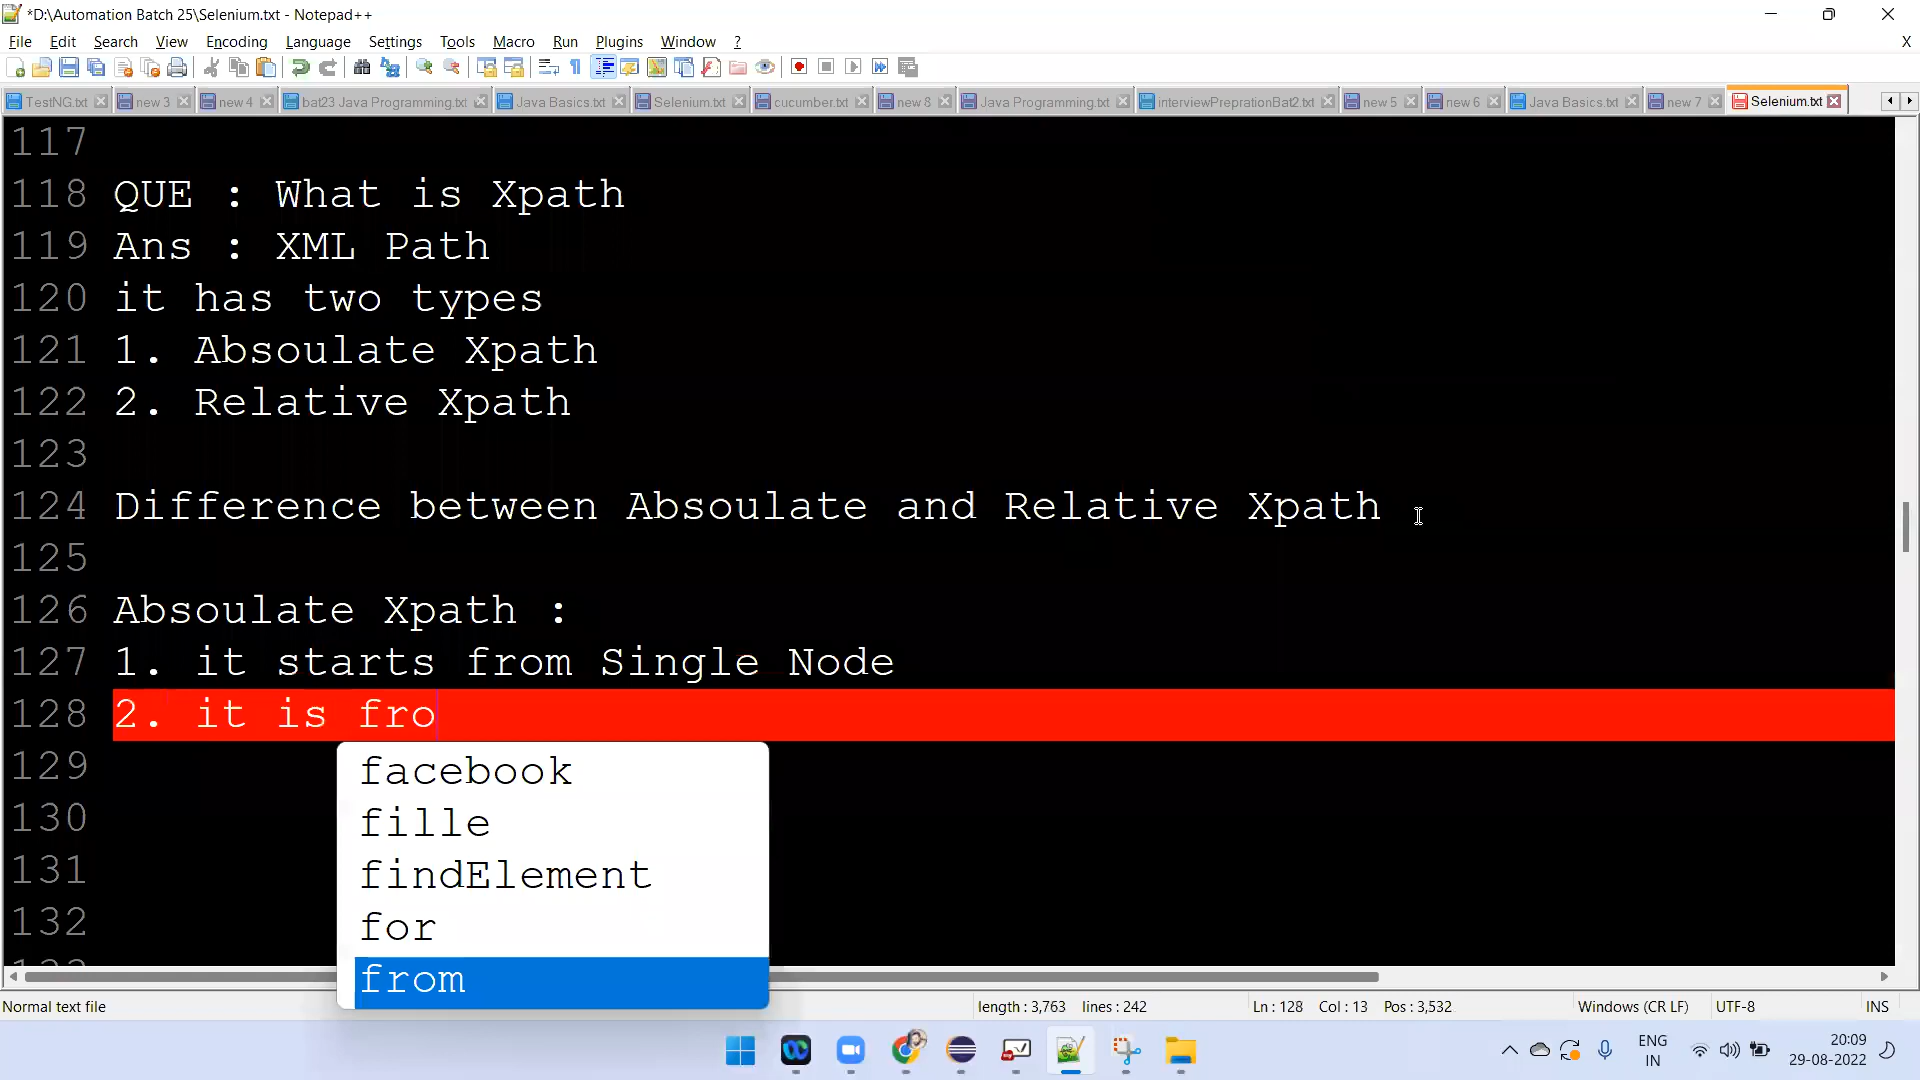 *D:\Automation Batch 25\Selenium.txt - Notepad++
File Edit Search View Encoding Language Settings Tools Macro Run Plugins Window ? X
TestNG.txt new 3 new 4 bat23 Java Programming.txt Java Basics.txt Selenium.txt cucumber.txt new 8 Java Programming.txt interviewPreprationBat2.txt new 5 new 6 Java Basics.txt new 7 Selenium.txt
117
118 QUE : What is Xpath
119 Ans : XML Path
120 it has two types
121 1. Absoulate Xpath
122 2. Relative Xpath
123
124 Difference between Absoulate and Relative Xpath
125
126 Absoulate Xpath :
127 1. it starts from Single Node
128 2. it is fro
129 facebook
130 fille
131 findElement
132 for
from
Normal text file length : 3,763 lines : 242 Ln : 128 Col : 13 Pos : 3,532 Windows (CR LF) UTF-8 INS
ENG 20:09
IN 29-08-2022